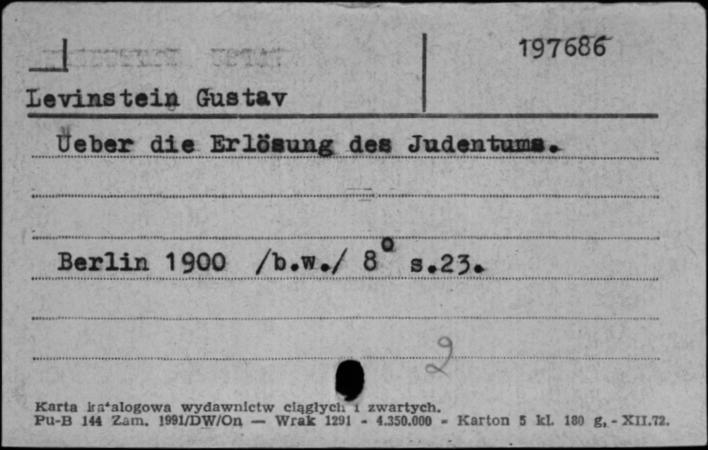 197686
Levinstein Gustav
Ueber die Erlösung des Judentums.
Berlin 1900 /b.w./ 8° s.23.
2
Karta katalogowa wydawnictw ciągłych i zwartych.
Pu-B 144 Zam. 1991/DW/On — Wrak 1291 - 4.350.000 - Karton 5 kl. 180 g. - XII.72.